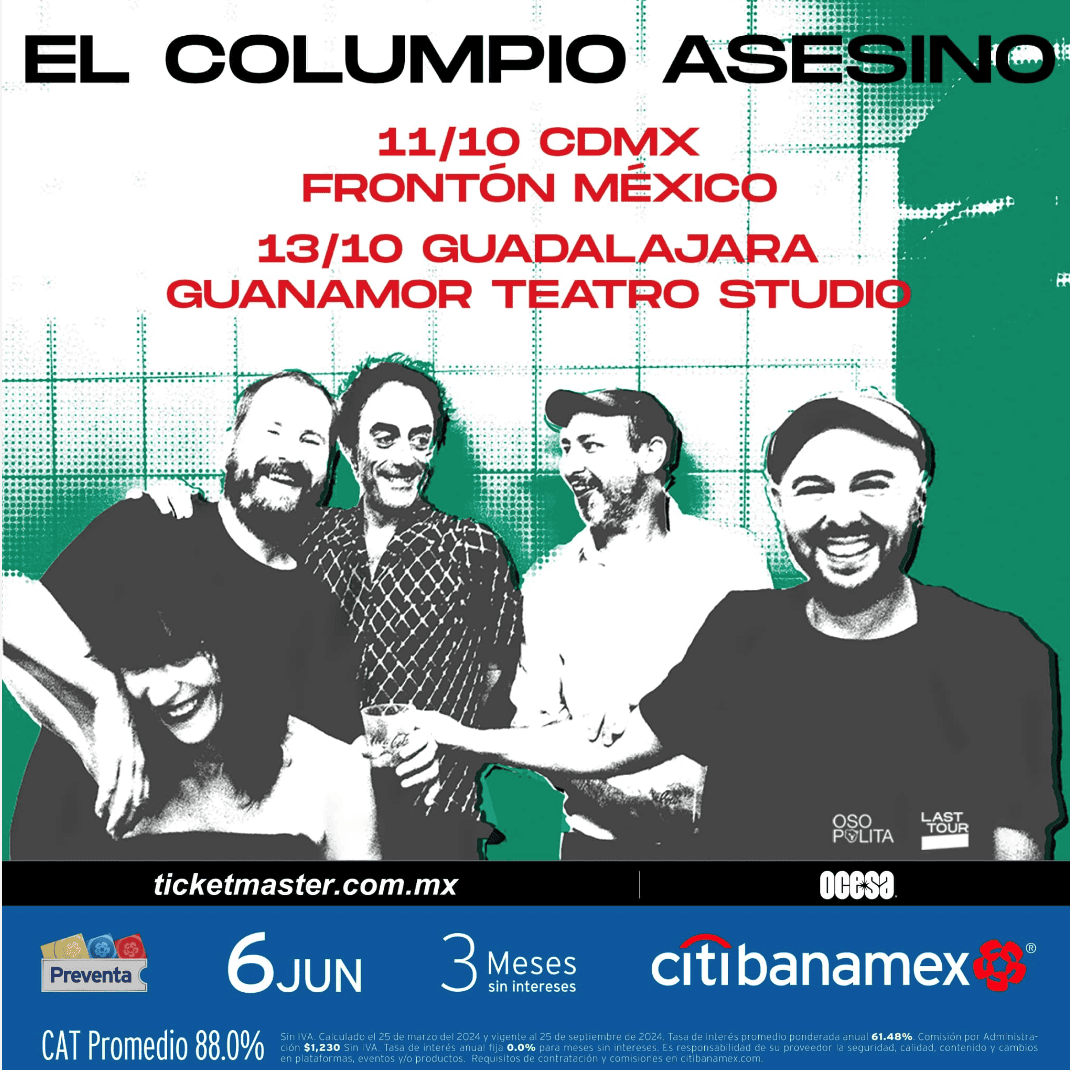 EL COLUMPIO ASESINO
11/10 CDMX
FRONTÓN MÉXICO
13/10 GUADALAJARA
GUANAMOR TEATRO STUDIO
Coca-Cola
OSO
POLITA
LAST
TOUR
ticketmaster.com.mx
ocesa
Preventa
6 JUN
3 Meses
sin intereses
citibanamex®
CAT Promedio 88.0%
Sin IVA. Calculado el 25 de marzo del 2024 y vigente al 25 de septiembre de 2024. Tasa de interés promedio ponderada anual 61.48%. Comisión por Administra-
ción $1,230 Sin IVA. Tasa de interés anual fija 0.0% para meses sin intereses. Es responsabilidad de su proveedor la seguridad, calidad, contenido y cambios
en plataformas, eventos y/o productos. Requisitos de contratación y comisiones en citibanamex.com.